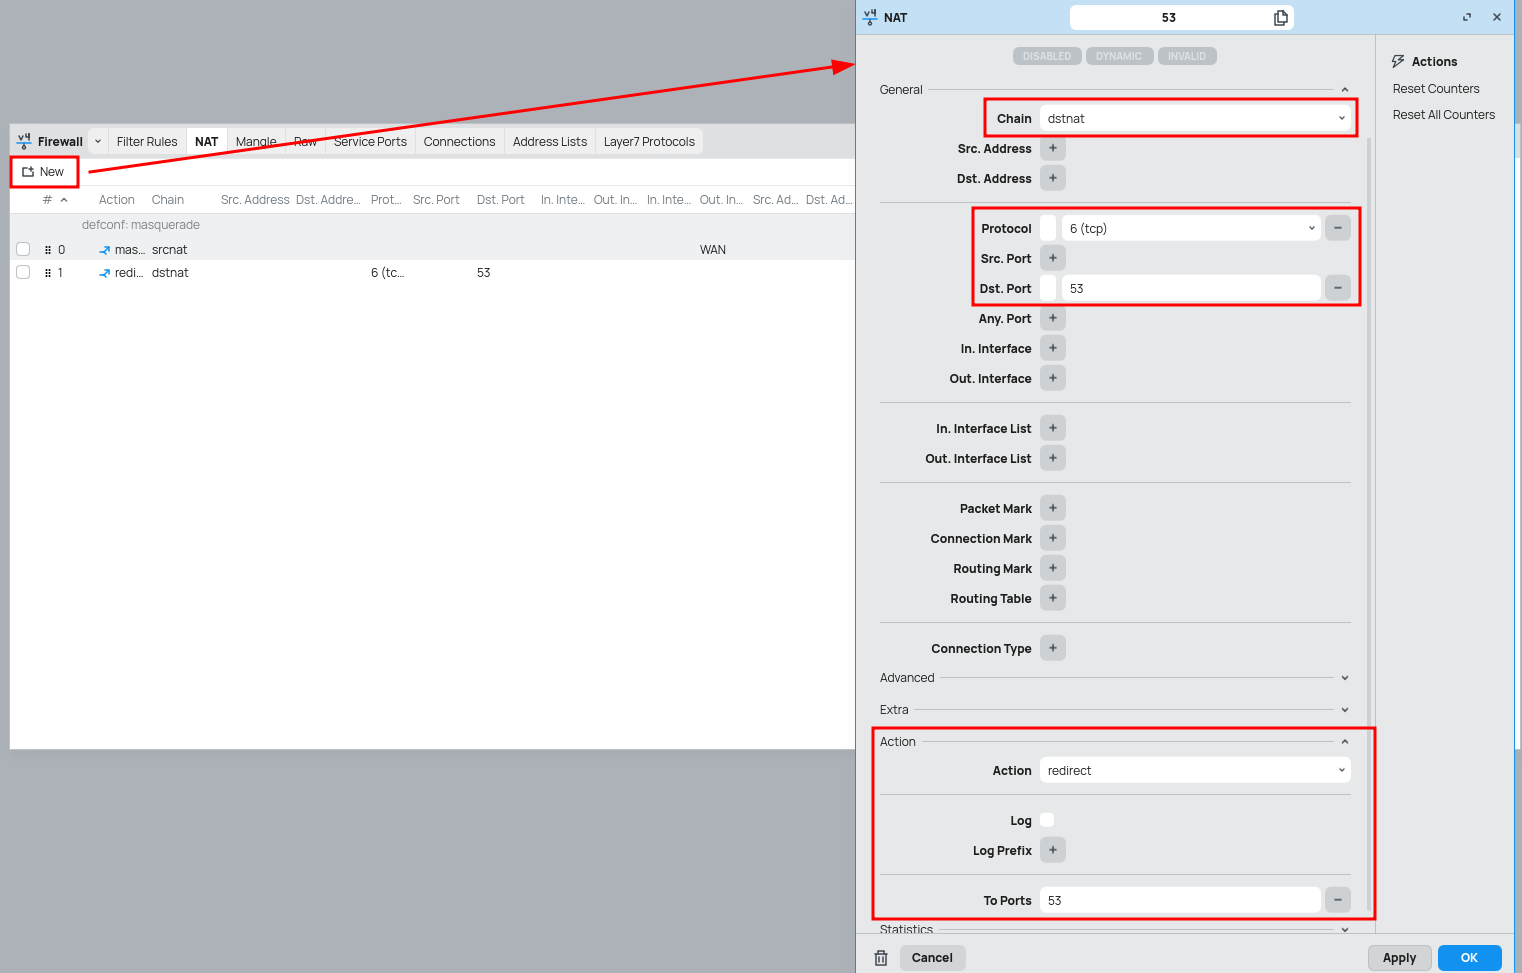 Firewall Filter Rules NAT Mangle Raw Service Ports Connections Address Lists Layer7 Protocols
New
# Action Chain Src. Address Dst. Addre... Prot... Src. Port Dst. Port In. Inte... Out. In... In. Inte... Out. In... Src. Ad... Dst. Ad...
defconf: masquerade
0 mas... srcnat WAN
1 redi... dstnat 6 (tc... 53
NAT 53
DISABLED DYNAMIC INVALID
General
Chain dstnat
Src. Address
Dst. Address
Protocol 6 (tcp)
Src. Port
Dst. Port 53
Any. Port
In. Interface
Out. Interface
In. Interface List
Out. Interface List
Packet Mark
Connection Mark
Routing Mark
Routing Table
Connection Type
Advanced
Extra
Action
Action redirect
Log
Log Prefix
To Ports 53
Statistics
Cancel Apply OK
Actions
Reset Counters
Reset All Counters